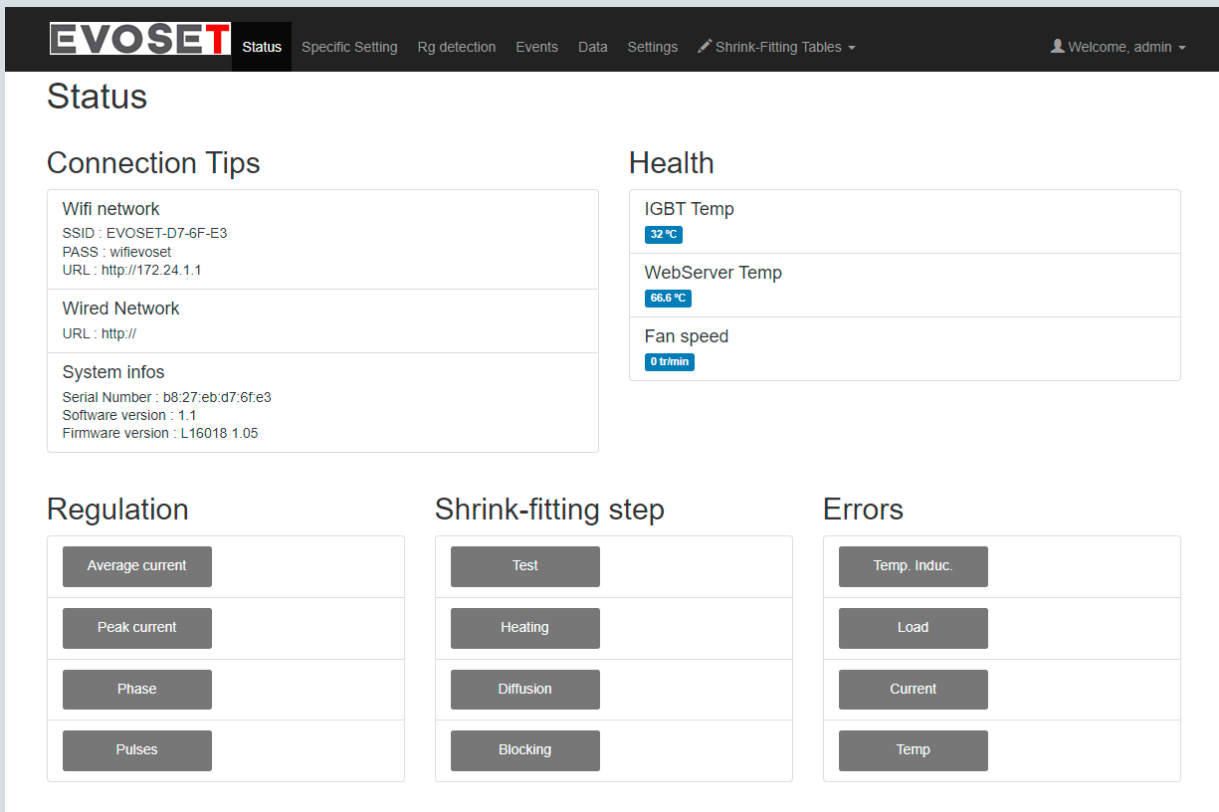 EVOSET Status Specific Setting Rg detection Events Data Settings Shrink-Fitting Tables Welcome, admin
Status
Connection Tips
Wifi network
SSID : EVOSET-D7-6F-E3
PASS : wifievoset
URL : http://172.24.1.1
Wired Network
URL : http://
System infos
Serial Number : b8:27:eb:d7:6f:e3
Software version : 1.1
Firmware version : L16018 1.05
Health
IGBT Temp
32 ºC
WebServer Temp
66.6 ºC
Fan speed
0 tr/min
Regulation
Average current
Peak current
Phase
Pulses
Shrink-fitting step
Test
Heating
Diffusion
Blocking
Errors
Temp. Induc.
Load
Current
Temp